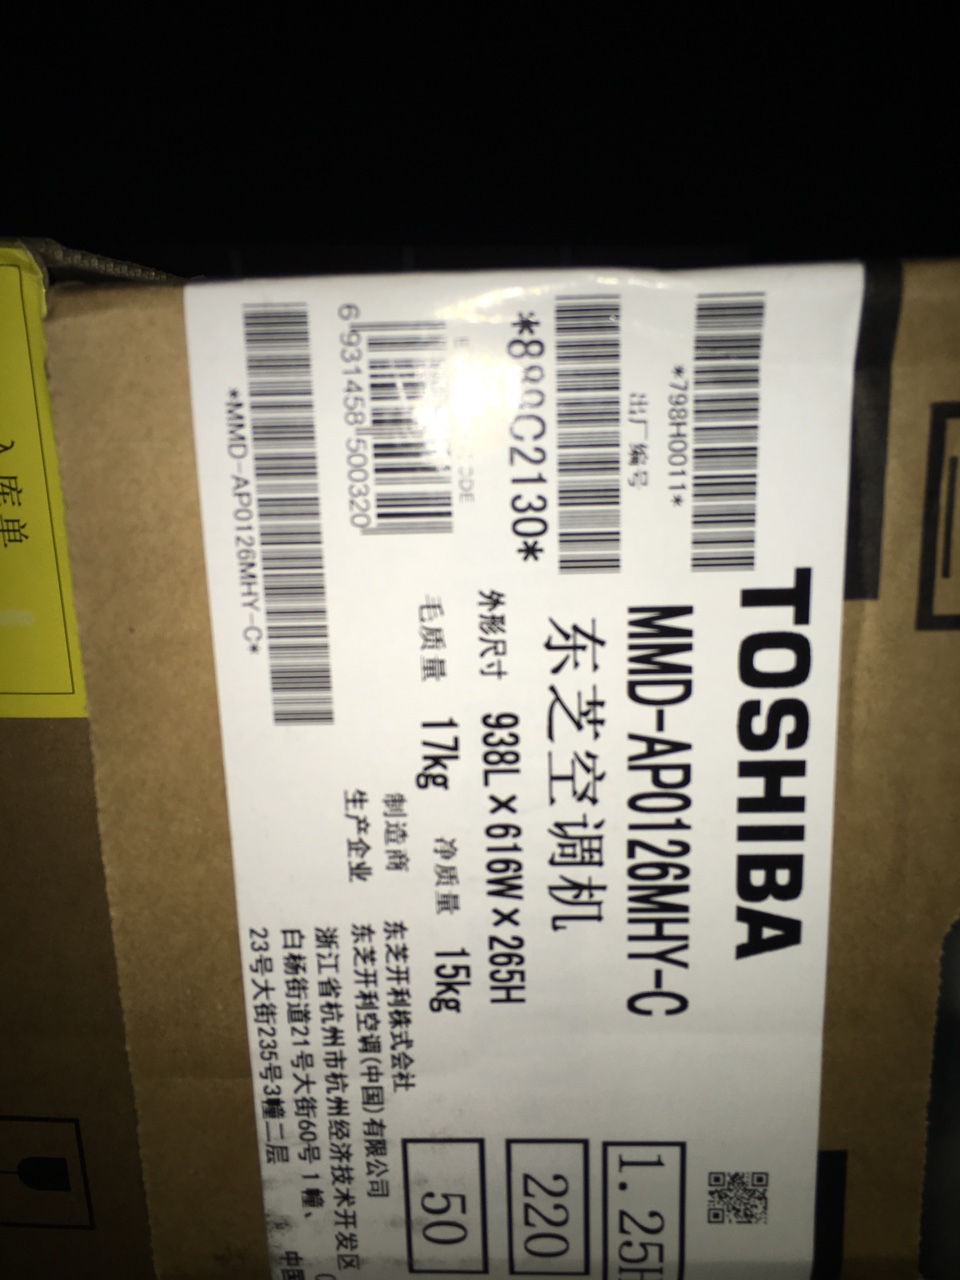 TOSHIBA
*798H0011*
MMD-AP0126MHY-C
1.25H
出厂编号
东芝空调机
220
外形尺寸 938L×616W×265H
毛质量 17kg 净质量 15kg
50
6 931458 500320
制造商 东芝开利株式会社
生产企业 东芝开利空调(中国)有限公司
浙江省杭州市杭州经济技术开发区
白杨街道21号大街60号1幢、
23号大街235号3幢二层
*MMD-AP0126MHY-C*
入库单